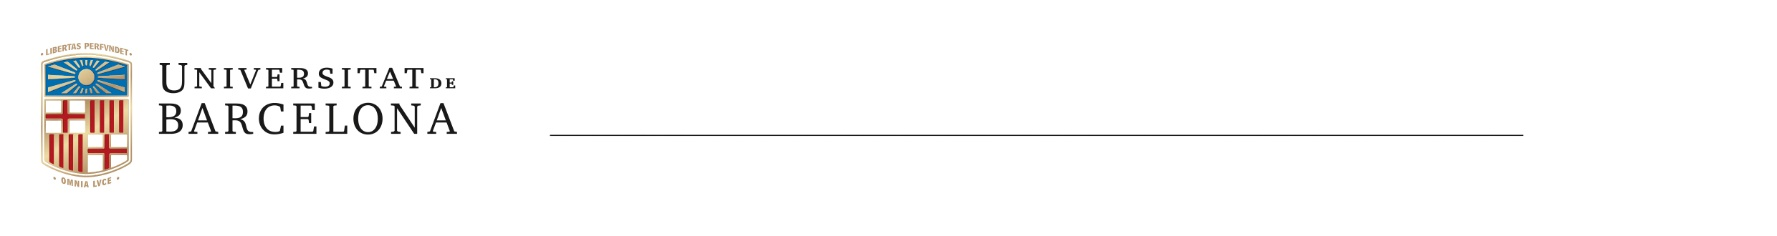 · LIBERTAS PERFVNDET ·
UNIVERSITAT DE
BARCELONA
· OMNIA LVCE ·